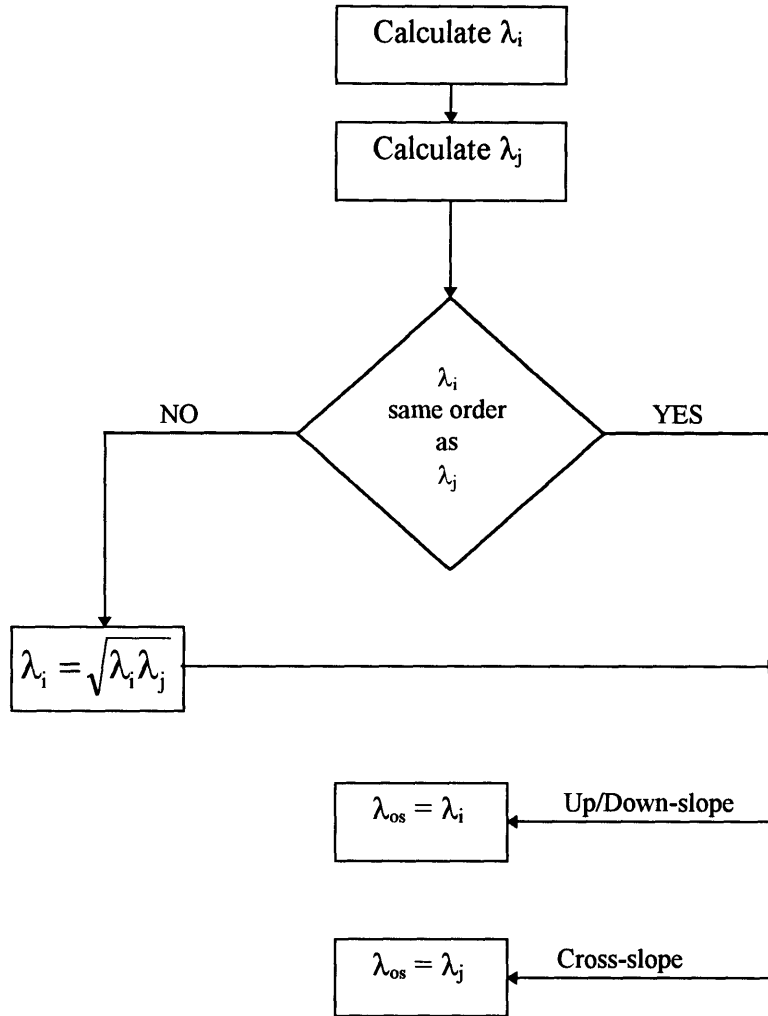 Calculate λi
Calculate λj
λi
same order
as
λj
NO
YES
λi = √λiλj
λos = λi
Up/Down-slope
λos = λj
Cross-slope